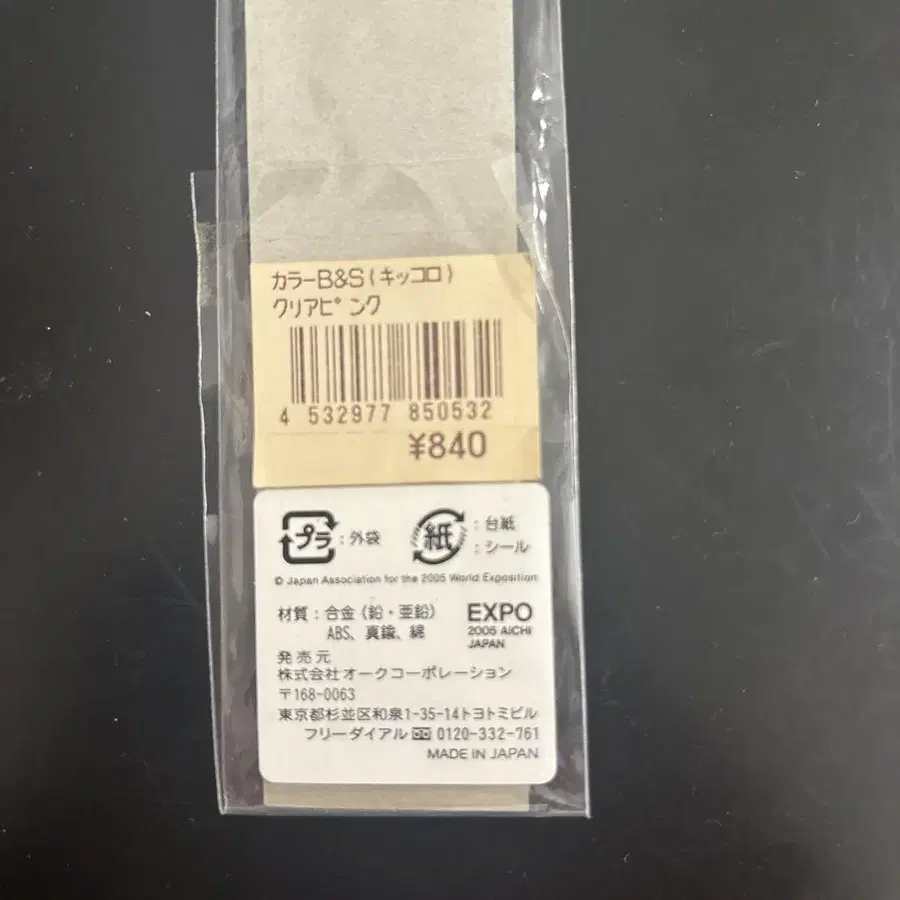 カラーB&S(キッコロ)
クリアピンク
4 532977 850532
¥840
プラ:外袋
紙:台紙
:シール
© Japan Association for the 2005 World Exposition
材質:合金(鉛・亜鉛)
ABS、真鍮、綿
EXPO
2005 AICHI
JAPAN
発売元
株式会社オークコーポレーション
〒168-0063
東京都杉並区和泉1-35-14トヨトミビル
フリーダイアル 0120-332-761
MADE IN JAPAN